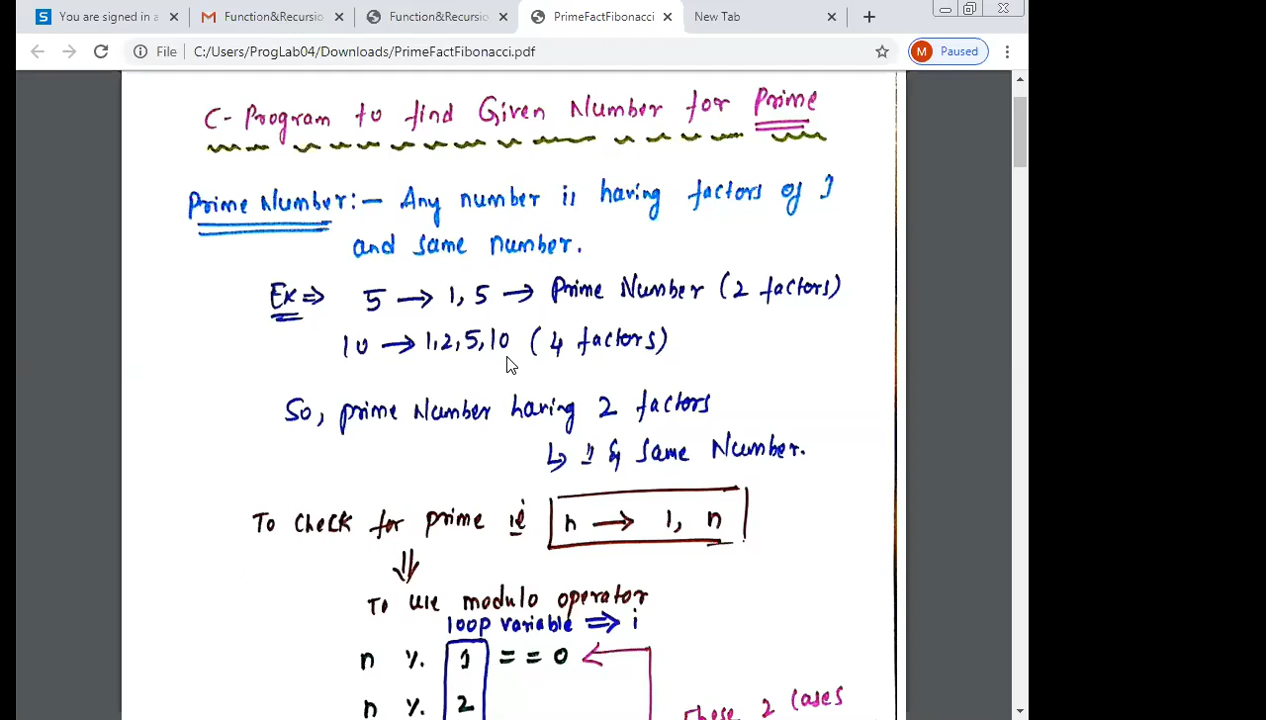 You are signed in a
Function&Recursio
Function&Recursio
PrimeFactFibonacci
New Tab
File C:/Users/ProgLab04/Downloads/PrimeFactFibonacci.pdf
M Paused
C-Program to find Given Number for Prime
Prime Number:- Any number is having factors of 1
and same number.
Ex ⇒ 5 → 1, 5 → Prime Number (2 factors)
10 → 1,2,5,10 (4 factors)
So, prime Number having 2 factors
↳ 1 & same Number.
To check for prime ie n → 1, n
⇓
To use modulo operator
loop variable ⇒ i
n % 1 == 0 ←
n % 2
These 2 cases